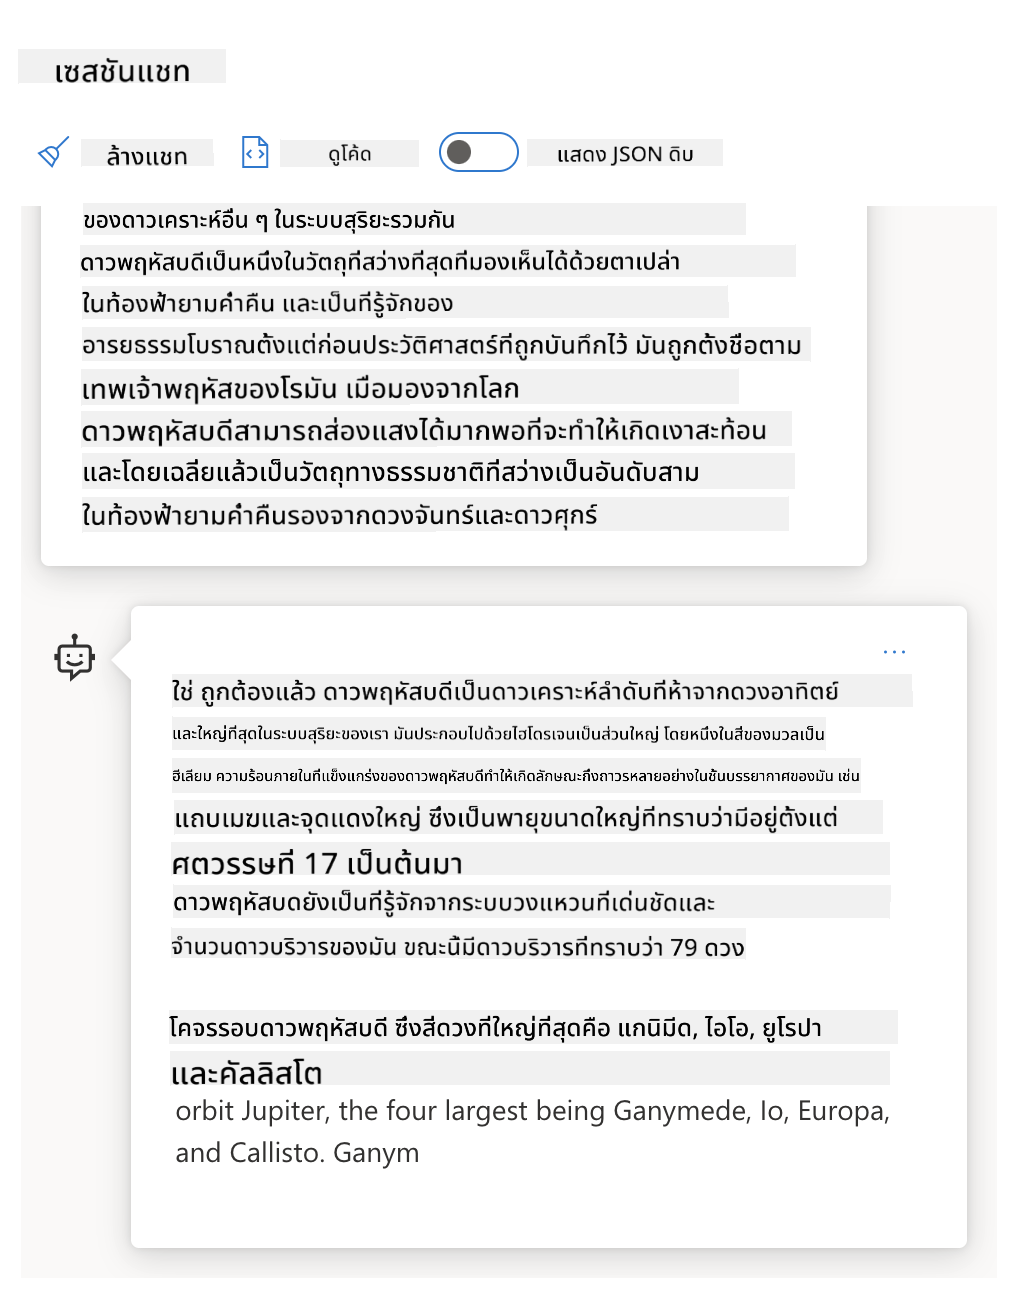 เซสชันแชท
ล้างแชท
ดูโค้ด
แสดง JSON ดิบ
ของดาวเคราะห์อื่น ๆ ในระบบสุริยะรวมกัน
ดาวพฤหัสบดีเป็นหนึ่งในวัตถุที่สว่างที่สุดที่มองเห็นได้ด้วยตาเปล่า
ในท้องฟ้ายามค่ำคืน และเป็นที่รู้จักของ
อารยธรรมโบราณตั้งแต่ก่อนประวัติศาสตร์ที่ถูกบันทึกไว้ มันถูกตั้งชื่อตาม
เทพเจ้าพฤหัสของโรมัน เมื่อมองจากโลก
ดาวพฤหัสบดีสามารถส่องแสงได้มากพอที่จะทำให้เกิดเงาสะท้อน
และโดยเฉลี่ยแล้วเป็นวัตถุทางธรรมชาติที่สว่างเป็นอันดับสาม
ในท้องฟ้ายามค่ำคืนรองจากดวงจันทร์และดาวศุกร์
ใช่ ถูกต้องแล้ว ดาวพฤหัสบดีเป็นดาวเคราะห์ลำดับที่ห้าจากดวงอาทิตย์
และใหญ่ที่สุดในระบบสุริยะของเรา มันประกอบไปด้วยไฮโดรเจนเป็นส่วนใหญ่ โดยหนึ่งในสี่ของมวลเป็น
ฮีเลียม ความร้อนภายในที่แข็งแกร่งของดาวพฤหัสบดีทำให้เกิดลักษณะกึ่งถาวรหลายอย่างในชั้นบรรยากาศของมัน เช่น
แถบเมฆและจุดแดงใหญ่ ซึ่งเป็นพายุขนาดใหญ่ที่ทราบว่ามีอยู่ตั้งแต่
ศตวรรษที่ 17 เป็นต้นมา
ดาวพฤหัสบดยังเป็นที่รู้จักจากระบบวงแหวนที่เด่นชัดและ
จำนวนดาวบริวารของมัน ขณะนี้มีดาวบริวารที่ทราบว่า 79 ดวง
โคจรรอบดาวพฤหัสบดี ซึ่งสี่ดวงที่ใหญ่ที่สุดคือ แกนิมีด, ไอโอ, ยูโรปา
และคัลลิสโต
orbit Jupiter, the four largest being Ganymede, Io, Europa,
and Callisto. Ganym